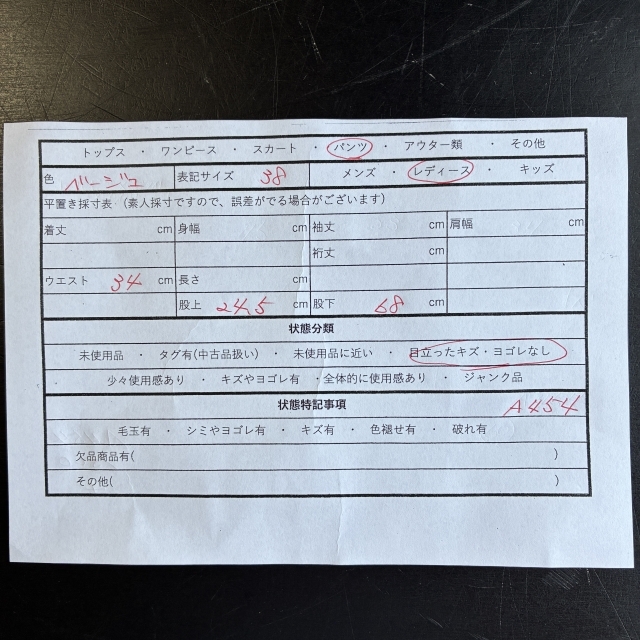 トップス ・ ワンピース ・ スカート ・ パンツ ・ アウター類 ・ その他
色 ベージュ 表記サイズ 38 メンズ ・ レディース ・ キッズ
平置き採寸表 (素人採寸ですので、誤差がでる場合がございます)
着丈 cm 身幅 cm 袖丈 cm 肩幅 cm
裄丈 cm
ウエスト 34 cm 長さ cm
股上 24.5 cm 股下 68 cm
状態分類
未使用品 ・ タグ有(中古品扱い) ・ 未使用品に近い ・ 目立ったキズ・ヨゴレなし
・ 少々使用感あり ・ キズやヨゴレ有 ・全体的に使用感あり ・ ジャンク品
状態特記事項 A454
毛玉有 ・ シミやヨゴレ有 ・ キズ有 ・ 色褪せ有 ・ 破れ有
欠品商品有( )
その他( )